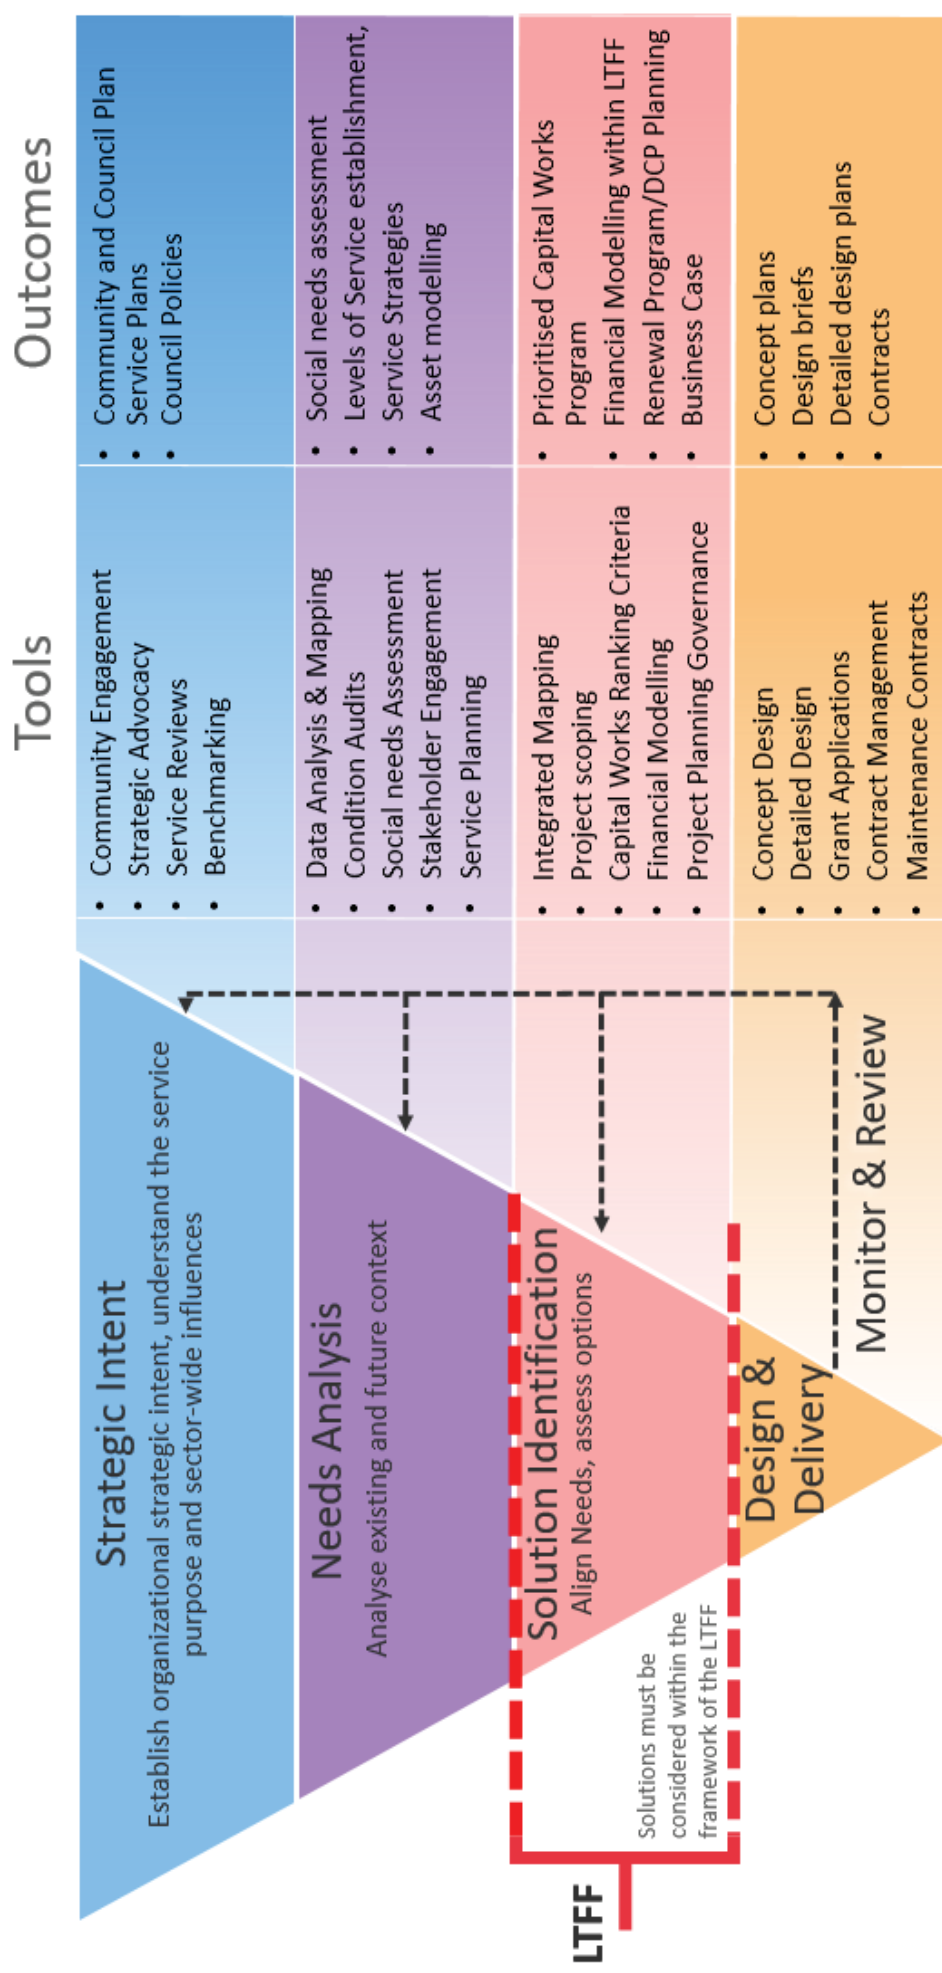 Tools
Outcomes
Strategic Intent
Establish organizational strategic intent, understand the service
purpose and sector-wide influences
• Community Engagement
• Strategic Advocacy
• Service Reviews
• Benchmarking
• Community and Council Plan
• Service Plans
• Council Policies
Needs Analysis
Analyse existing and future context
• Data Analysis & Mapping
• Condition Audits
• Social needs Assessment
• Stakeholder Engagement
• Service Planning
• Social needs assessment
• Levels of Service establishment,
• Service Strategies
• Asset modelling
LTFF
Solutions must be
considered within the
framework of the LTFF
Solution Identification
Align Needs, assess options
• Integrated Mapping
• Project scoping
• Capital Works Ranking Criteria
• Financial Modelling
• Project Planning Governance
• Prioritised Capital Works
Program
• Financial Modelling within LTFF
• Renewal Program/DCP Planning
• Business Case
Design &
Delivery
Monitor & Review
• Concept Design
• Detailed Design
• Grant Applications
• Contract Management
• Maintenance Contracts
• Concept plans
• Design briefs
• Detailed design plans
• Contracts